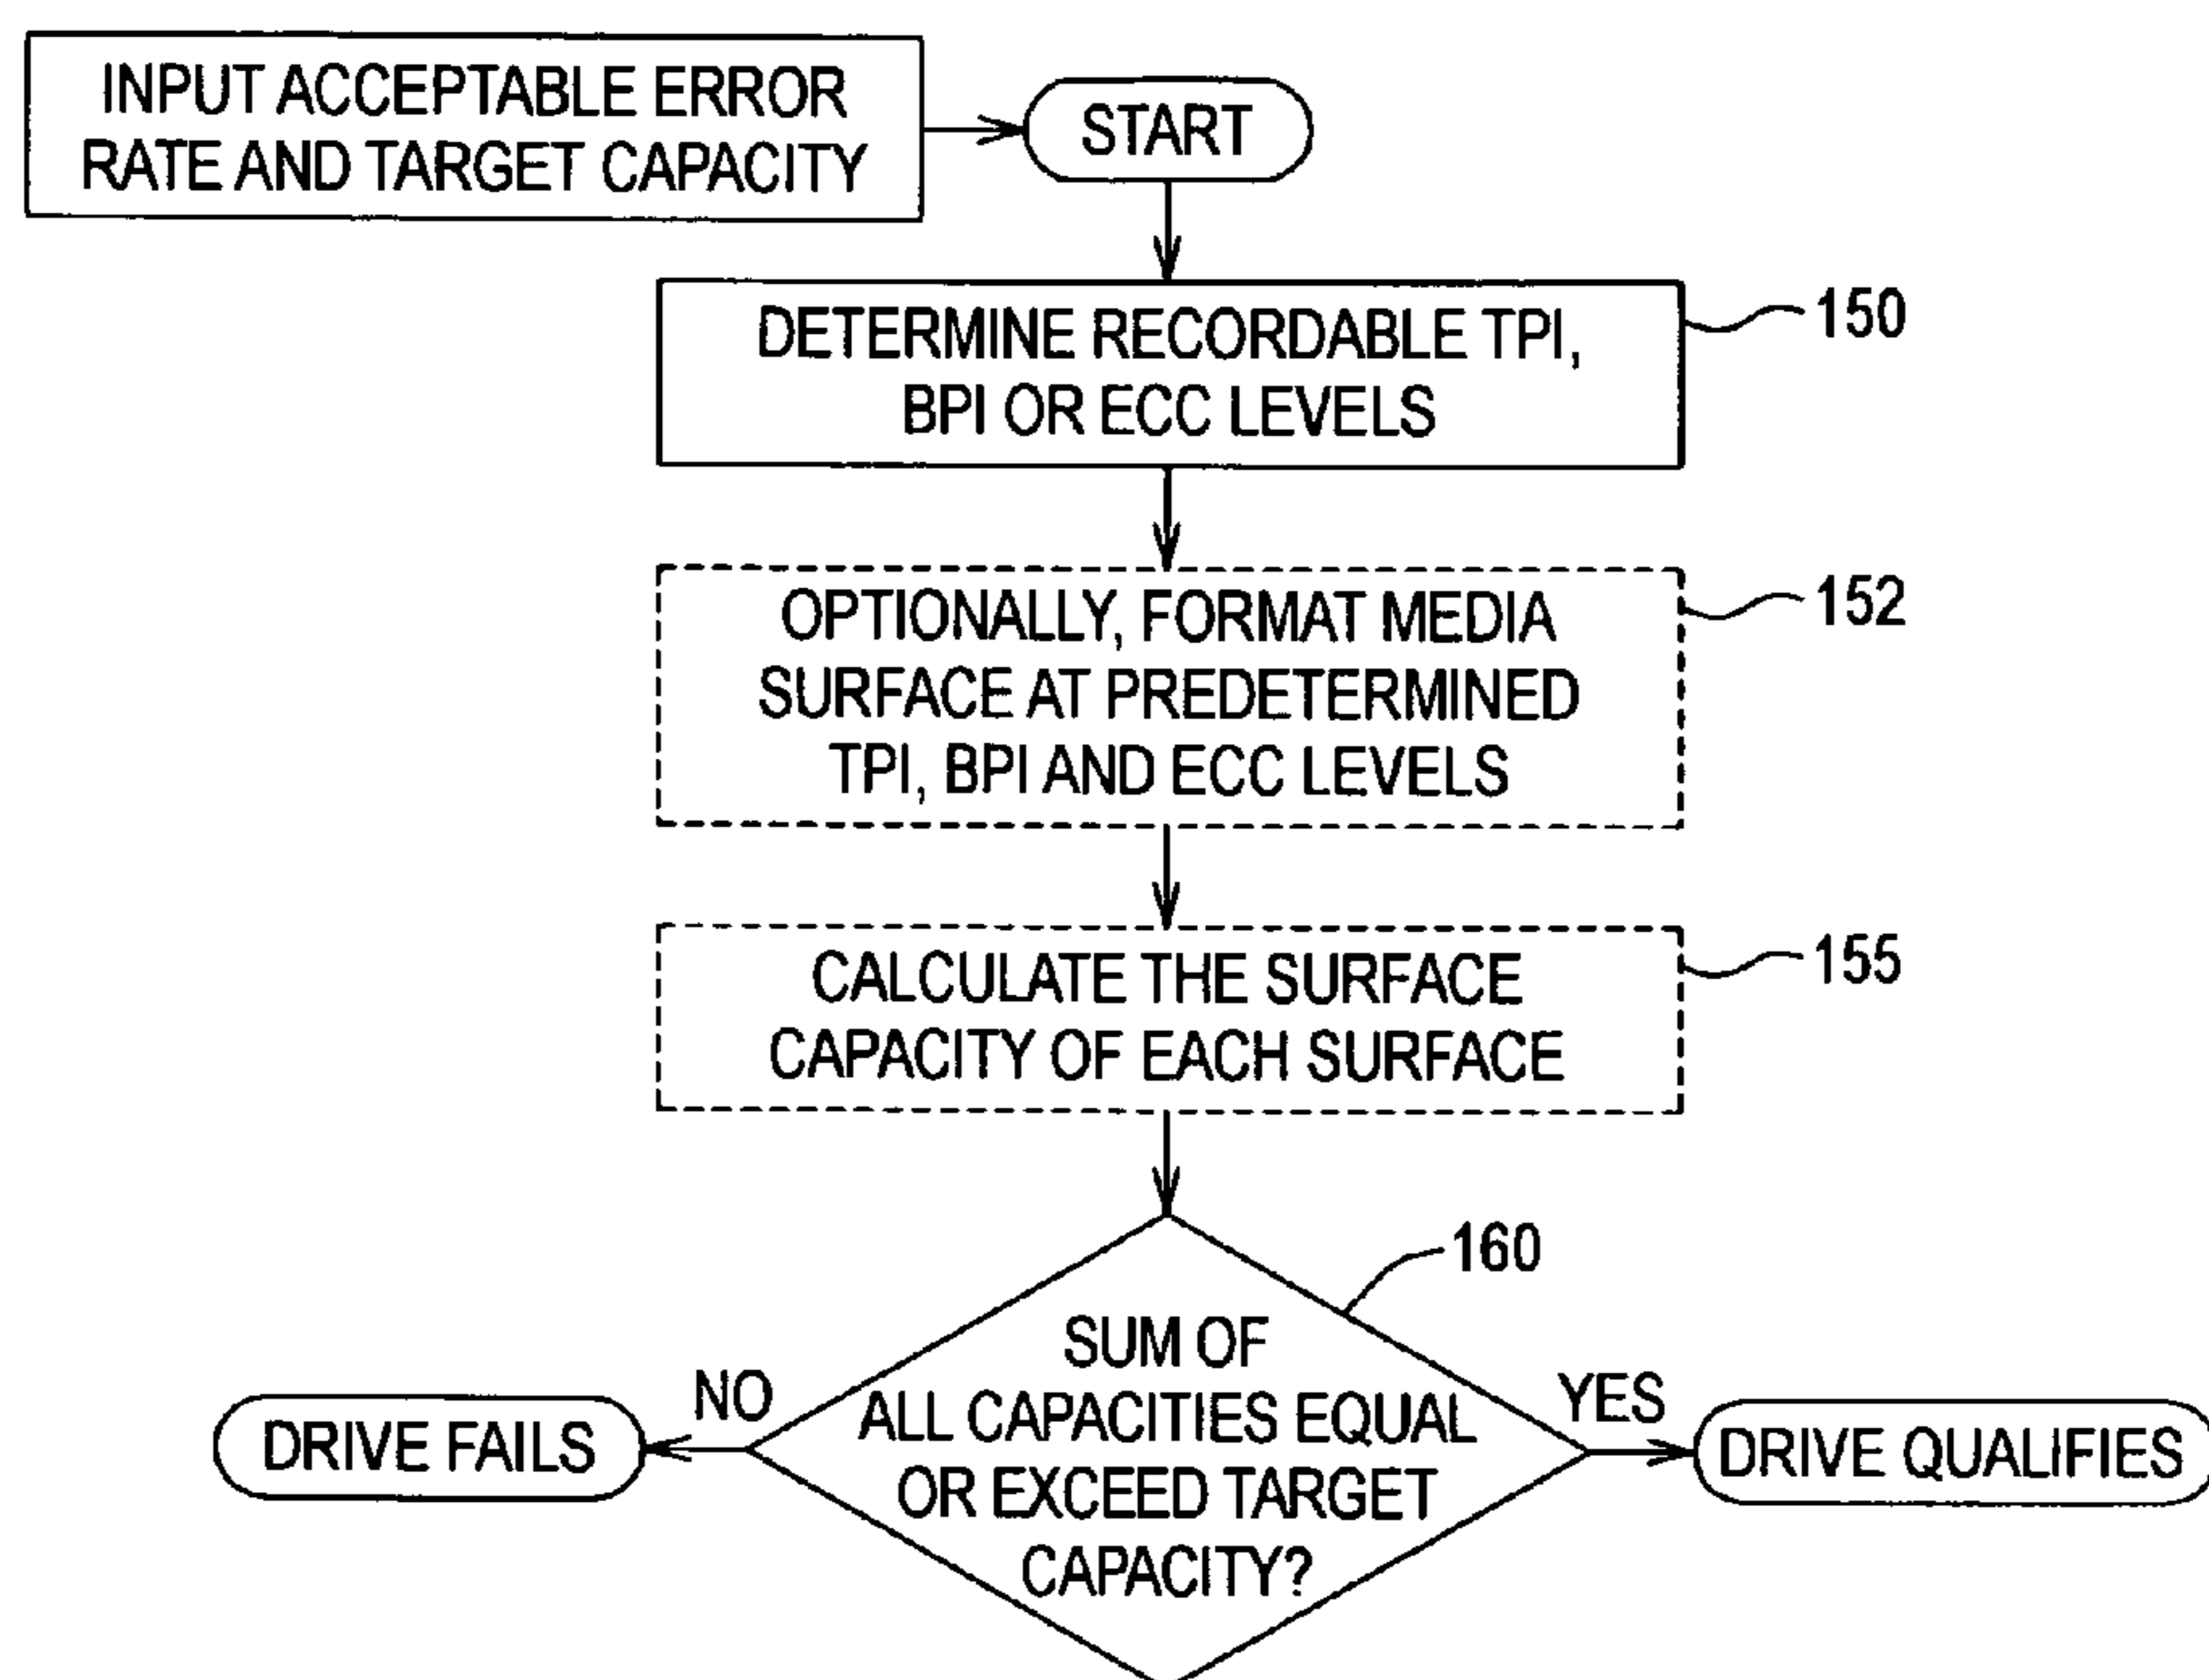 INPUT ACCEPTABLE ERROR
RATE AND TARGET CAPACITY
START
DETERMINE RECORDABLE TPI,
BPI OR ECC LEVELS
150
OPTIONALLY, FORMAT MEDIA
SURFACE AT PREDETERMINED
TPI, BPI AND ECC LEVELS
152
CALCULATE THE SURFACE
CAPACITY OF EACH SURFACE
155
160
SUM OF
ALL CAPACITIES EQUAL
OR EXCEED TARGET
CAPACITY?
NO
DRIVE FAILS
YES
DRIVE QUALIFIES